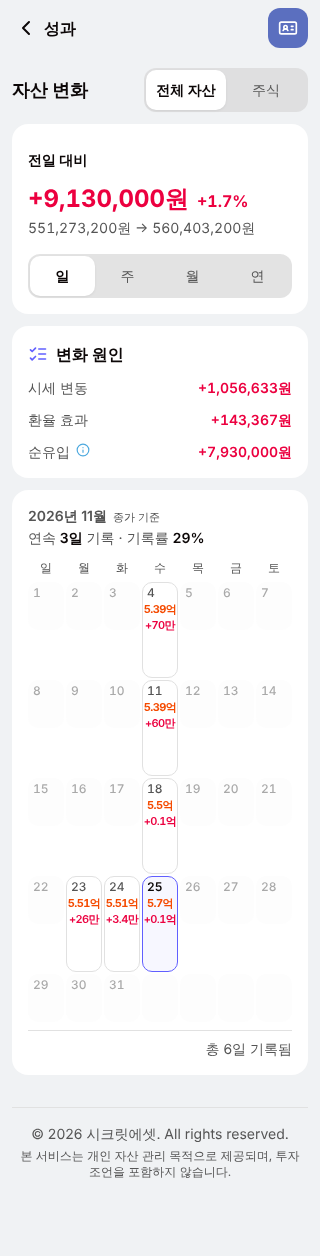 성과
자산 변화
전체 자산 주식
전일 대비
+9,130,000원 +1.7%
551,273,200원 → 560,403,200원
일 주 월 연
변화 원인
시세 변동 +1,056,633원
환율 효과 +143,367원
순유입 +7,930,000원
2026년 11월 종가 기준
연속 3일 기록 · 기록률 29%
일 월 화 수 목 금 토
1 2 3 4 5 6 7
5.39억
+70만
8 9 10 11 12 13 14
5.39억
+60만
15 16 17 18 19 20 21
5.5억
+0.1억
22 23 24 25 26 27 28
5.51억 5.51억 5.7억
+26만 +3.4만 +0.1억
29 30 31
총 6일 기록됨
© 2026 시크릿에셋. All rights reserved.
본 서비스는 개인 자산 관리 목적으로 제공되며, 투자
조언을 포함하지 않습니다.